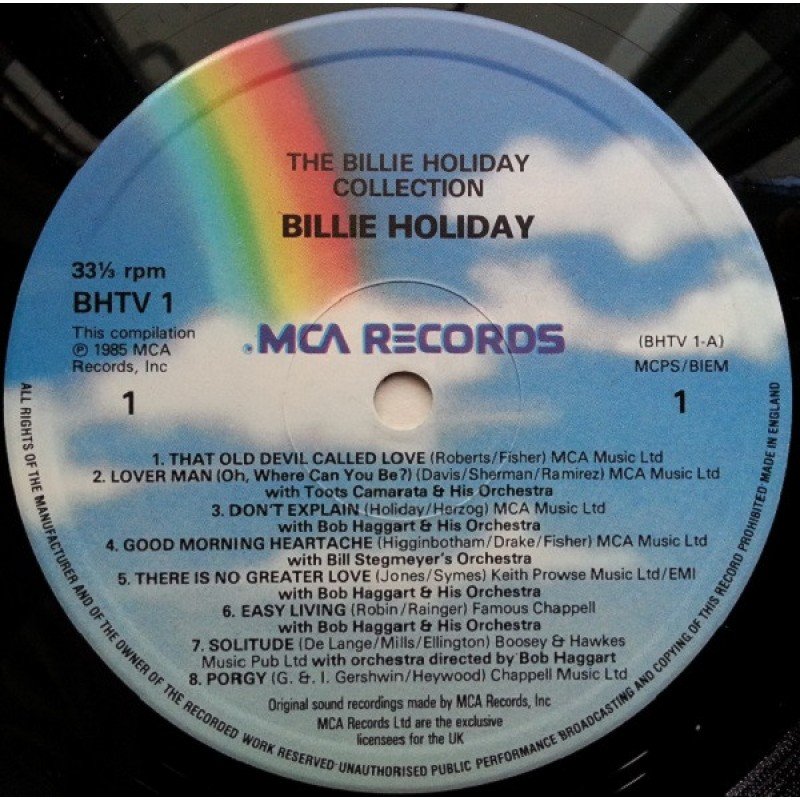 THE BILLIE HOLIDAY
COLLECTION
BILLIE HOLIDAY
33⅓ rpm
BHTV 1
This compilation
℗ 1985 MCA
Records, Inc
1
MCA RECORDS
(BHTV 1-A)
MCPS/BIEM
1
1. THAT OLD DEVIL CALLED LOVE (Roberts/Fisher) MCA Music Ltd
2. LOVER MAN (Oh, Where Can You Be?) (Davis/Sherman/Ramirez) MCA Music Ltd
with Toots Camarata & His Orchestra
3. DON'T EXPLAIN (Holiday/Herzog) MCA Music Ltd
with Bob Haggart & His Orchestra
4. GOOD MORNING HEARTACHE (Higginbotham/Drake/Fisher) MCA Music Ltd
with Bill Stegmeyer's Orchestra
5. THERE IS NO GREATER LOVE (Jones/Symes) Keith Prowse Music Ltd/EMI
with Bob Haggart & His Orchestra
6. EASY LIVING (Robin/Rainger) Famous Chappell
with Bob Haggart & His Orchestra
7. SOLITUDE (De Lange/Mills/Ellington) Boosey & Hawkes
Music Pub Ltd with orchestra directed by Bob Haggart
8. PORGY (G. & I. Gershwin/Heywood) Chappell Music Ltd
Original sound recordings made by MCA Records, Inc
MCA Records Ltd are the exclusive
licensees for the UK
ALL RIGHTS OF THE MANUFACTURER AND OF THE OWNER OF THE RECORDED WORK RESERVED UNAUTHORISED PUBLIC PERFORMANCE BROADCASTING AND COPYING OF THIS RECORD PROHIBITED MADE IN ENGLAND